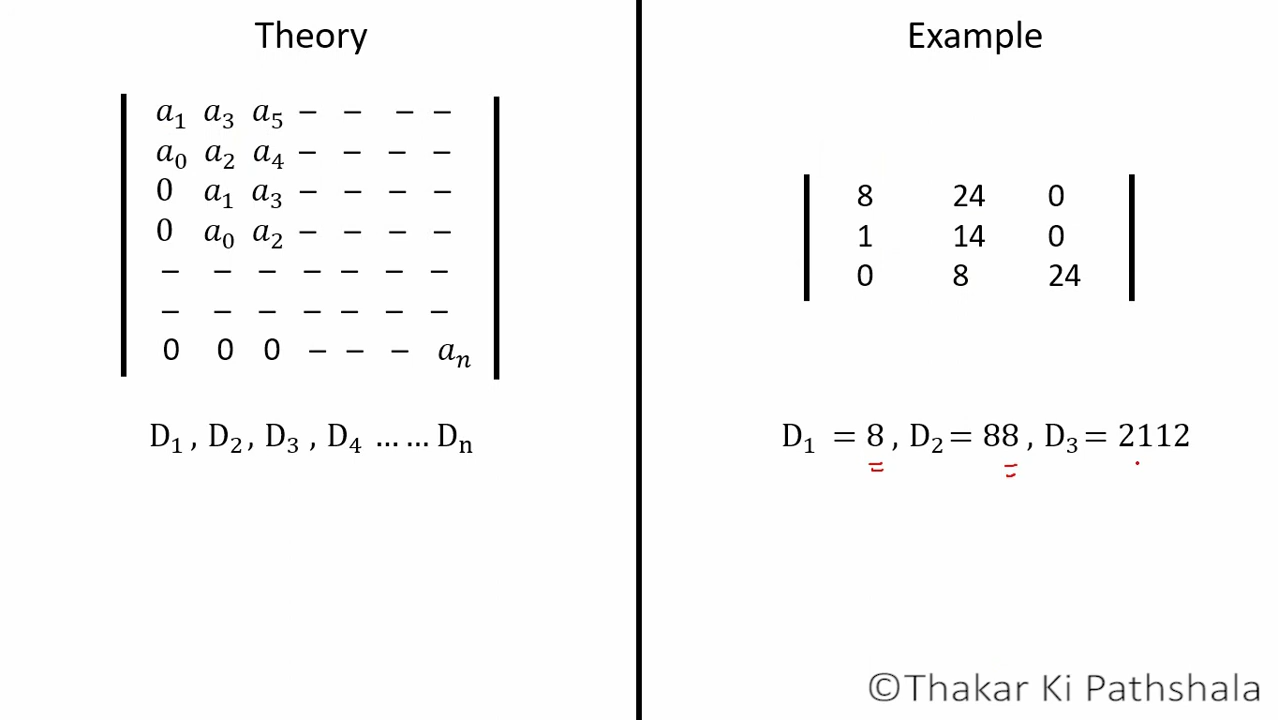 Theory
a₁ a₃ a₅ – – – –
a₀ a₂ a₄ – – – –
0 a₁ a₃ – – – –
0 a₀ a₂ – – – –
– – – – – – –
– – – – – – –
0 0 0 – – – aₙ
D₁ , D₂ , D₃ , D₄ …… Dₙ
Example
8 24 0
1 14 0
0 8 24
D₁ = 8 , D₂ = 88 , D₃ = 2112
©Thakar Ki Pathshala